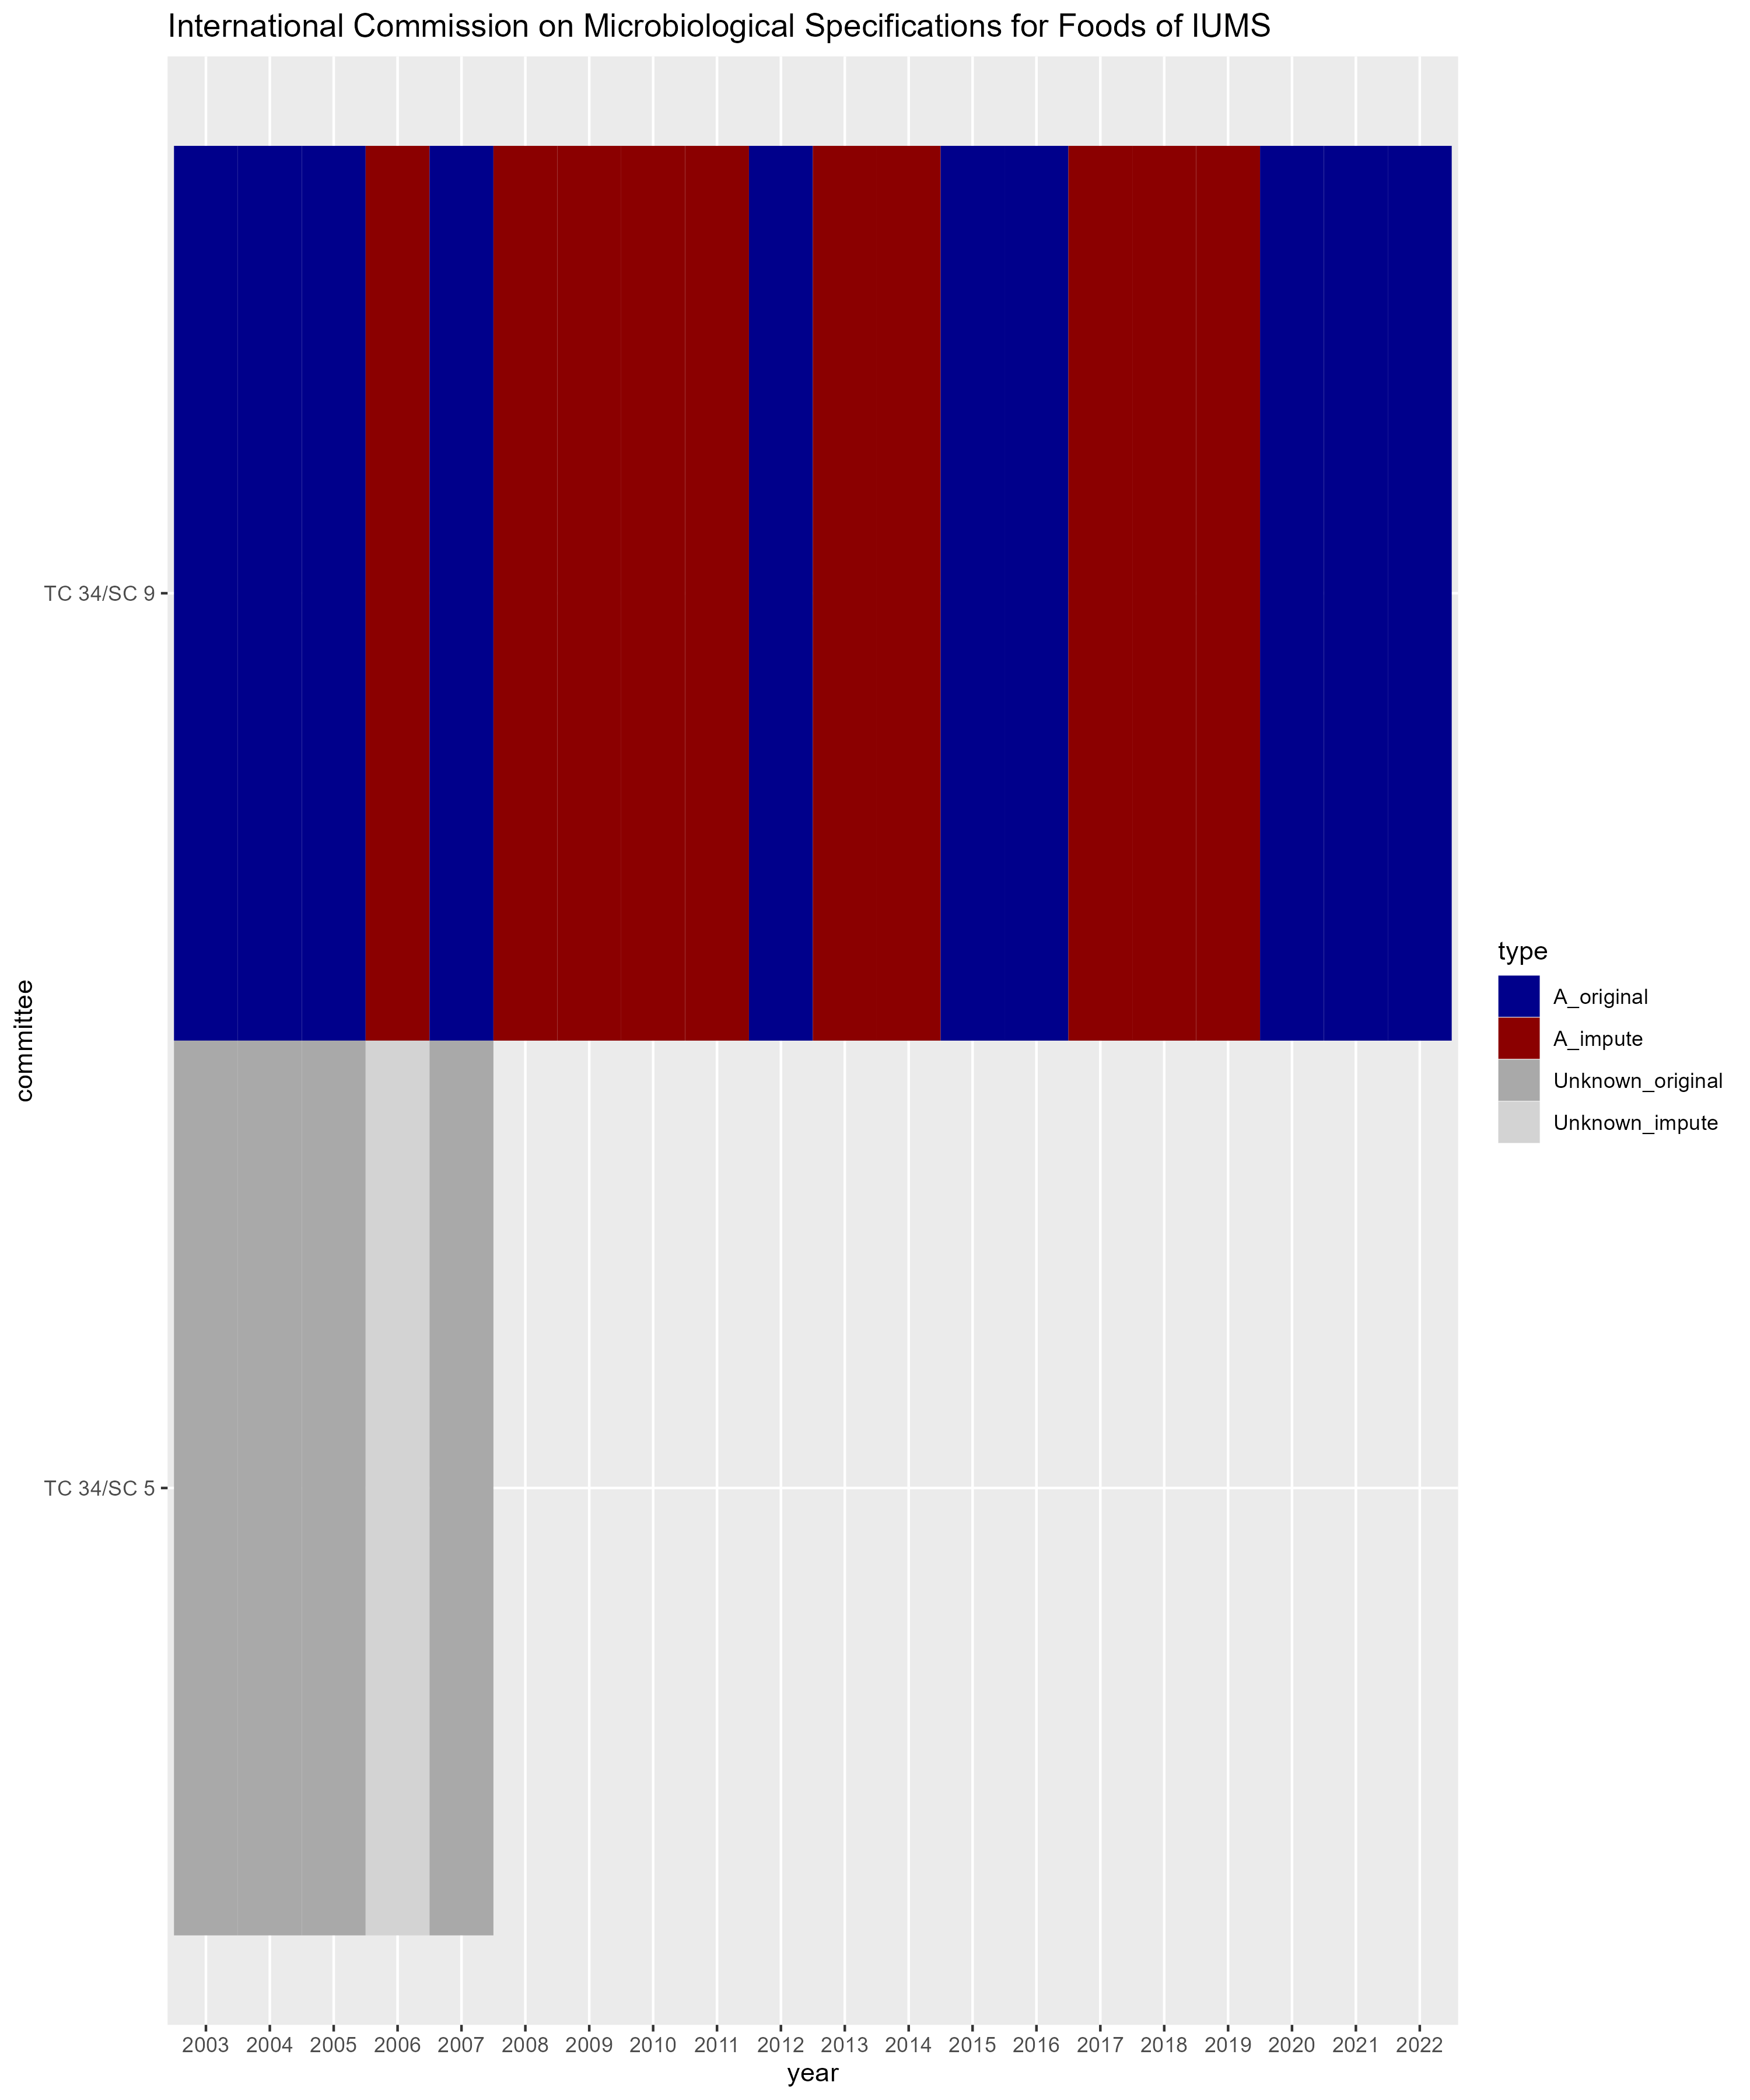 International Commission on Microbiological Specifications for Foods of IUMS
committee
TC 34/SC 9
TC 34/SC 5
2003 2004 2005 2006 2007 2008 2009 2010 2011 2012 2013 2014 2015 2016 2017 2018 2019 2020 2021 2022
year
type
A_original
A_impute
Unknown_original
Unknown_impute